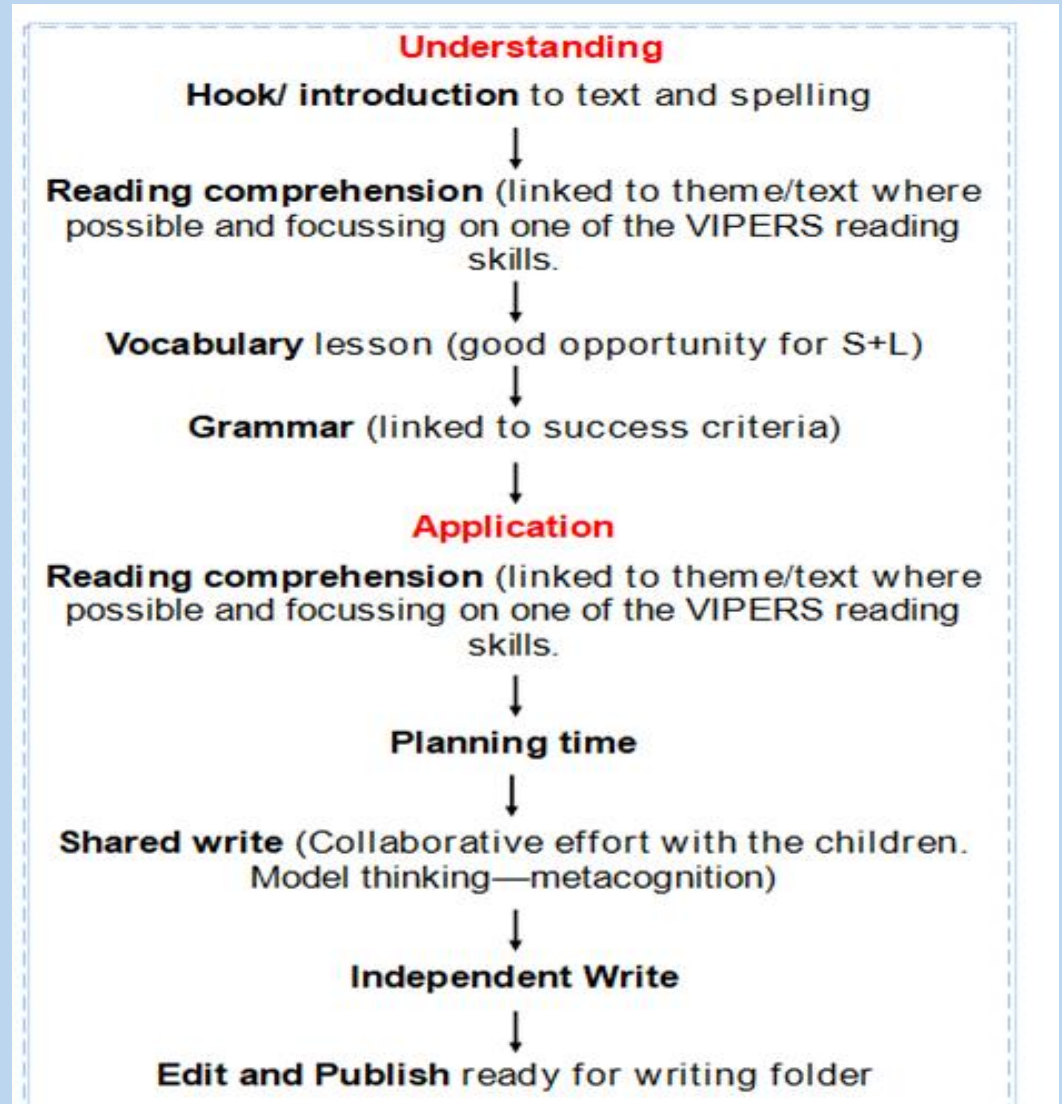 Understanding
Hook/ introduction to text and spelling
Reading comprehension (linked to theme/text where
possible and focussing on one of the VIPERS reading
skills.
Vocabulary lesson (good opportunity for S+L)
Grammar (linked to success criteria)
Application
Reading comprehension (linked to theme/text where
possible and focussing on one of the VIPERS reading
skills.
Planning time
Shared write (Collaborative effort with the children.
Model thinking—metacognition)
Independent Write
Edit and Publish ready for writing folder